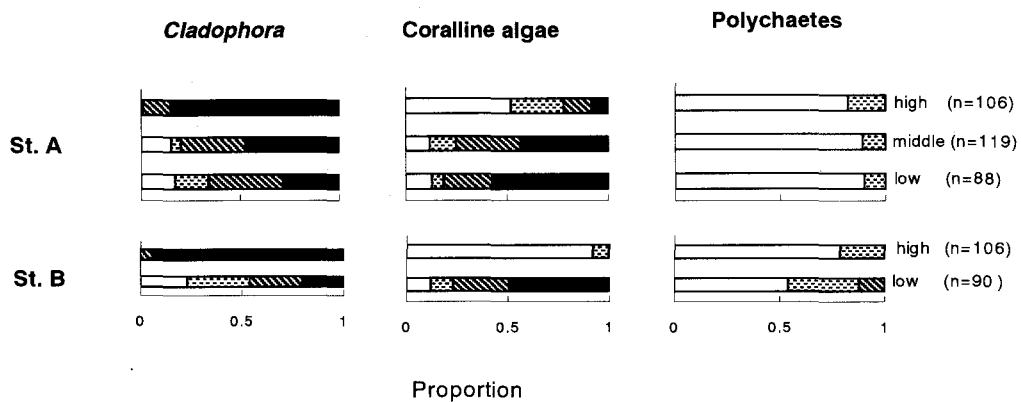 Cladophora Coralline algae Polychaetes
St. A
high (n=106)
middle (n=119)
low (n=88)
St. B
high (n=106)
low (n=90 )
0 0.5 1 0 0.5 1 0 0.5 1
Proportion